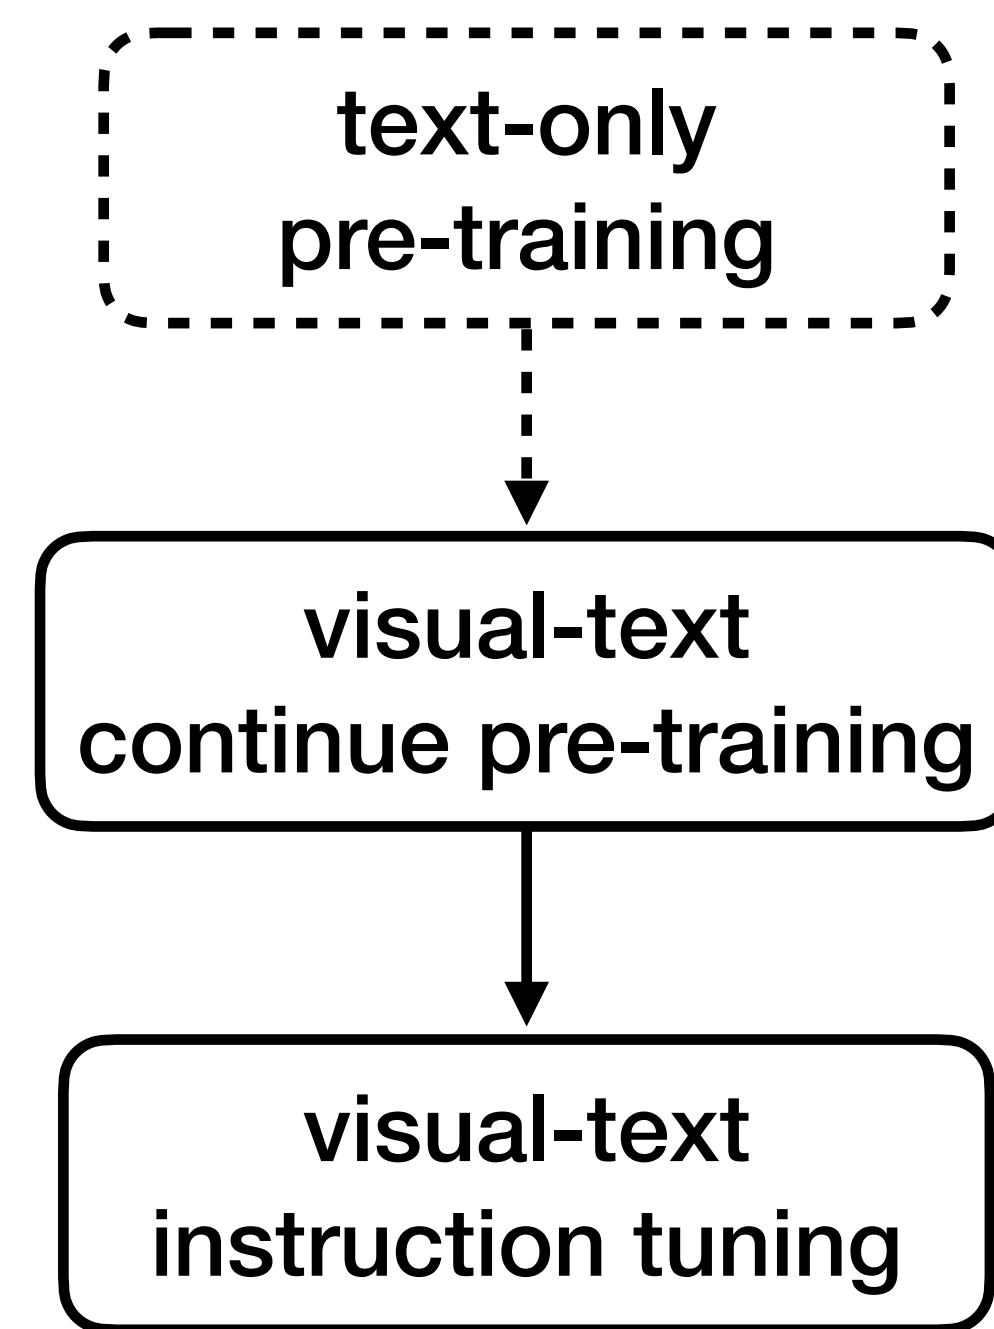 text-only
pre-training
visual-text
continue pre-training
visual-text
instruction tuning